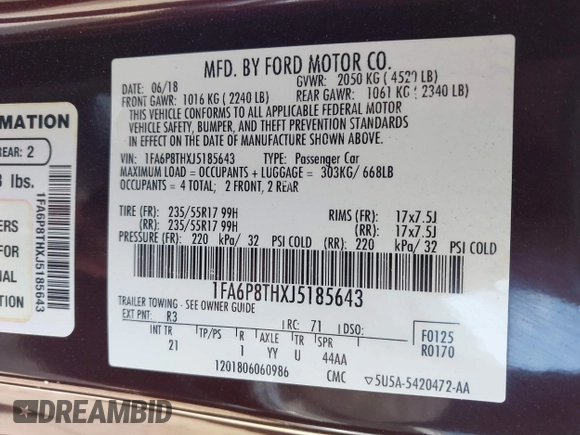 MFD. BY FORD MOTOR CO.
DATE: 06/18 GVWR: 2050 KG ( 4520 LB)
FRONT GAWR: 1016 KG ( 2240 LB) REAR GAWR: 1061 KG ( 2340 LB)
THIS VEHICLE CONFORMS TO ALL APPLICABLE FEDERAL MOTOR
VEHICLE SAFETY, BUMPER, AND THEFT PREVENTION STANDARDS
IN EFFECT ON THE DATE OF MANUFACTURE SHOWN ABOVE.
VIN: 1FA6P8THXJ5185643 TYPE: Passenger Car
MAXIMUM LOAD = OCCUPANTS + LUGGAGE = 303KG/ 668LB
OCCUPANTS = 4 TOTAL; 2 FRONT, 2 REAR
TIRE (FR): 235/55R17 99H RIMS (FR): 17x7.5J
(RR): 235/55R17 99H (RR): 17x7.5J
PRESSURE (FR): 220 kPa/ 32 PSI COLD (RR): 220 kPa/ 32 PSI COLD
1FA6P8THXJ5185643
TRAILER TOWING - SEE OWNER GUIDE
EXT PNT: R3 RC: 71 DSO: F0125
INT TR TP/PS R AXLE TR SPR R0170
21 1 YY U 44AA
1201806060986 CMC ▽5U5A-5420472-AA
RMATION
REAR: 2
lbs.
1FA6P8THXJ5185643
ERS
FOR
NAL
ATION
DREAMBID